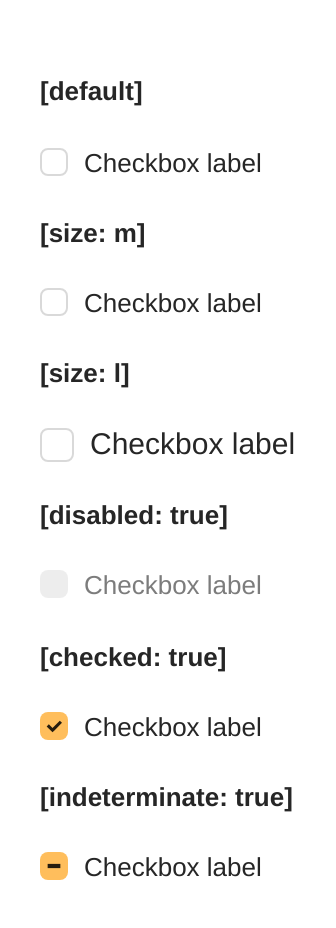 [default]
Checkbox label
[size: m]
Checkbox label
[size: l]
Checkbox label
[disabled: true]
Checkbox label
[checked: true]
Checkbox label
[indeterminate: true]
Checkbox label